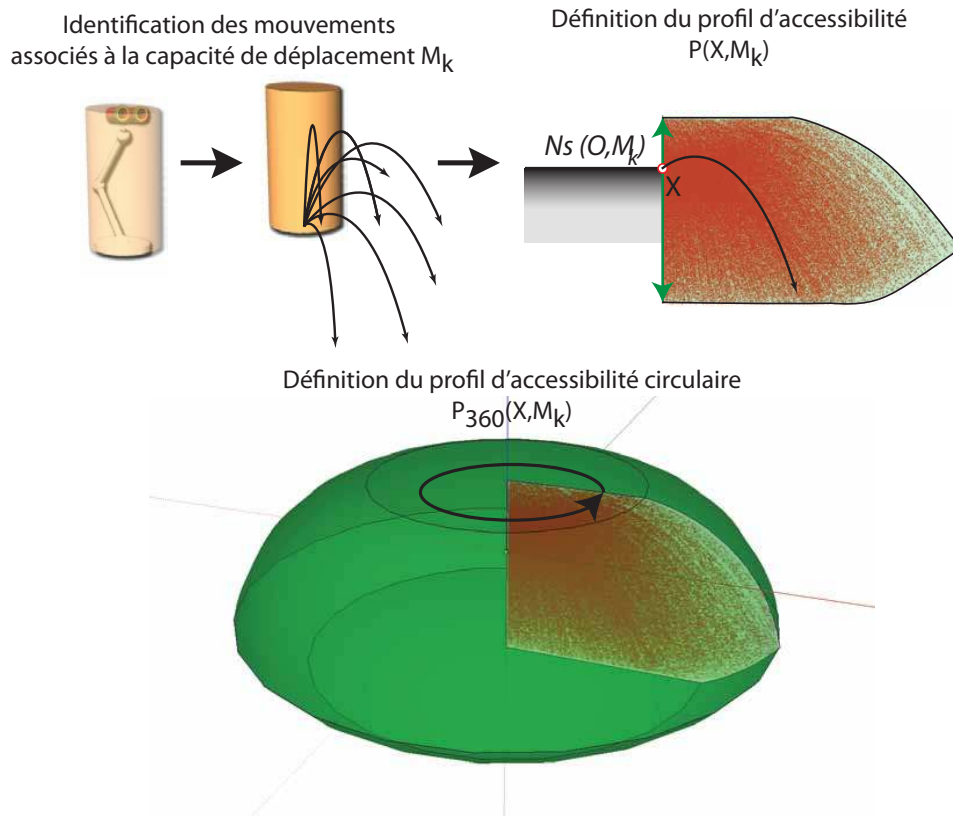 Identification des mouvements
associés à la capacité de déplacement Mk
Définition du profil d'accessibilité
P(X,Mk)
Ns (O,Mk)
X
Définition du profil d'accessibilité circulaire
P360(X,Mk)